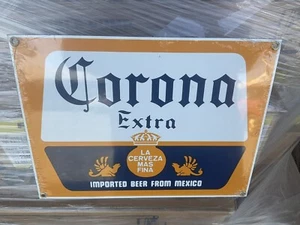 Corona
Extra
LA
CERVEZA
MAS
FINA
IMPORTED BEER FROM MEXICO